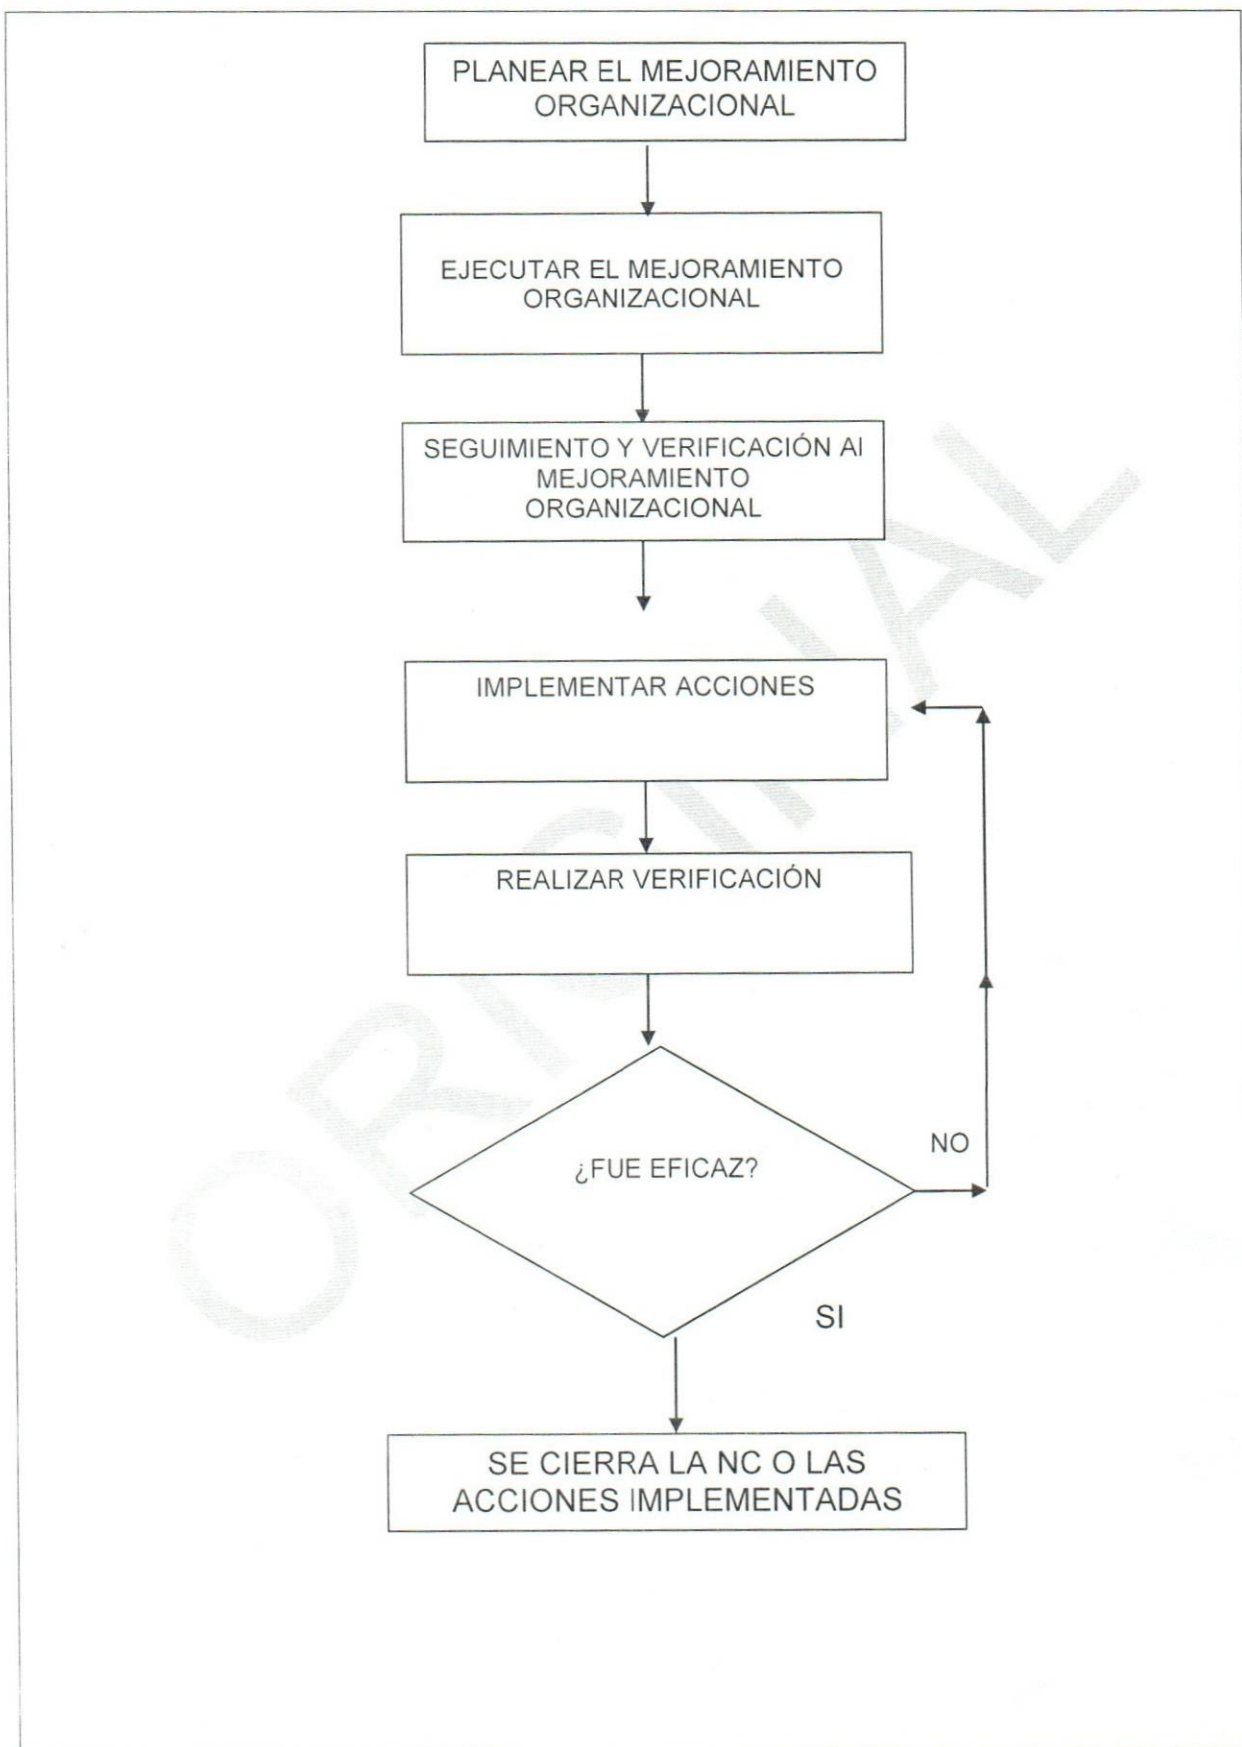 PLANEAR EL MEJORAMIENTO
ORGANIZACIONAL
EJECUTAR EL MEJORAMIENTO
ORGANIZACIONAL
SEGUIMIENTO Y VERIFICACIÓN Al
MEJORAMIENTO
ORGANIZACIONAL
IMPLEMENTAR ACCIONES
REALIZAR VERIFICACIÓN
¿FUE EFICAZ?
NO
SI
SE CIERRA LA NC O LAS
ACCIONES IMPLEMENTADAS
ORIGINAL